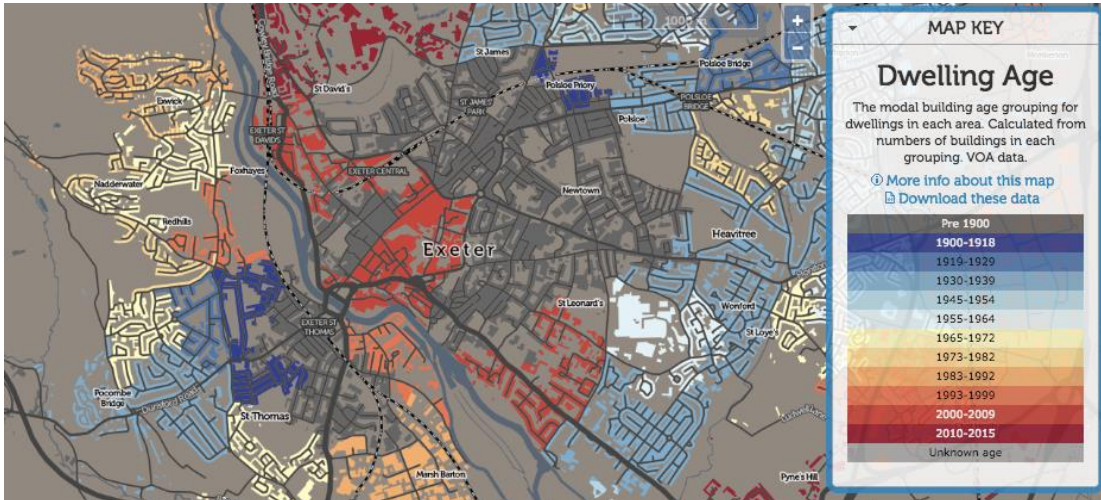 1000 m
+
−
St James
St David's
Exwick
Polsloe Bridge
Polsloe Priory
POLSLOE
BRIDGE
ST JAMES
PARK
Polsloe
EXETER ST
DAVIDS
EXETER CENTRAL
Foxhayes
Nadderwater
Newtown
Redhills
Heavitree
Exeter
St Leonard's
Wonford
St Loye's
EXETER ST
THOMAS
Pocombe
Bridge
Dunsford Road
St Thomas
Marsh Barton
Pyne's Hill
MAP KEY
Dwelling Age
The modal building age grouping for
dwellings in each area. Calculated from
numbers of buildings in each
grouping. VOA data.
More info about this map
Download these data
Pre 1900
1900-1918
1919-1929
1930-1939
1945-1954
1955-1964
1965-1972
1973-1982
1983-1992
1993-1999
2000-2009
2010-2015
Unknown age